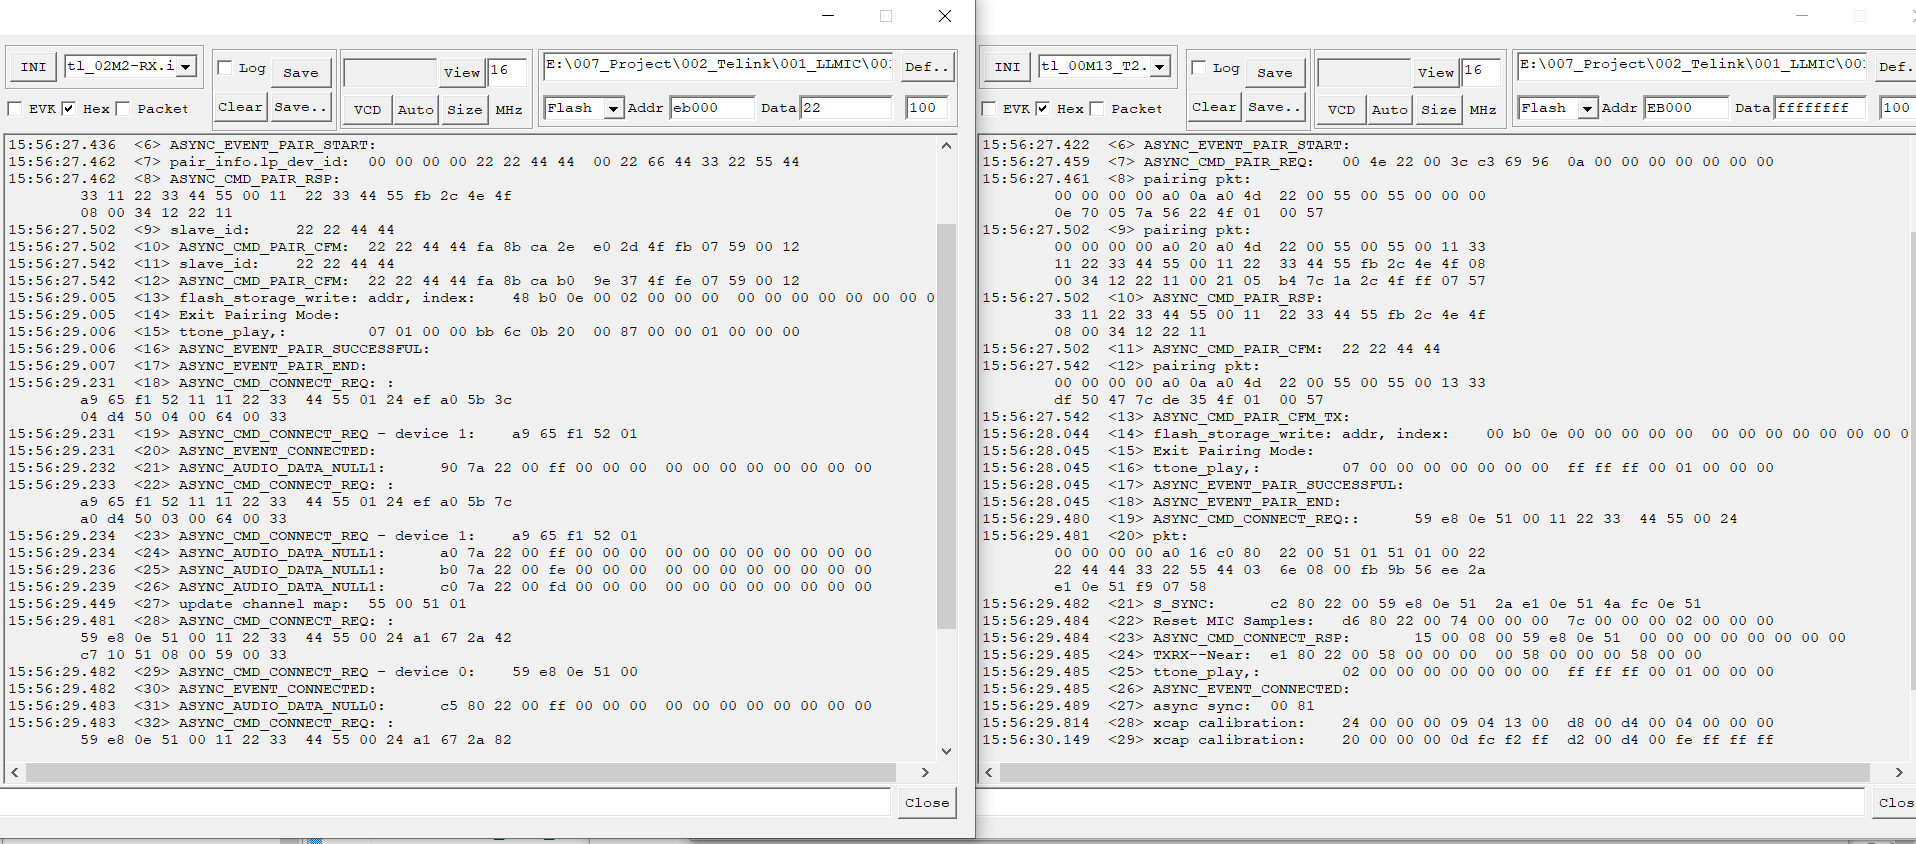 INI
tl_02M2-RX.i
Log
Save
View
16
E:\007_Project\002_Telink\001_LLMIC\00
Def..
EVK
Hex
Packet
Clear
Save..
VCD
Auto
Size
MHz
Flash
Addr
eb000
Data
22
100
15:56:27.436 <6> ASYNC_EVENT_PAIR_START:
15:56:27.462 <7> pair_info.lp_dev_id: 00 00 00 00 22 22 44 44 00 22 66 44 33 22 55 44
15:56:27.462 <8> ASYNC_CMD_PAIR_RSP:
33 11 22 33 44 55 00 11 22 33 44 55 fb 2c 4e 4f
08 00 34 12 22 11
15:56:27.502 <9> slave_id: 22 22 44 44
15:56:27.502 <10> ASYNC_CMD_PAIR_CFM: 22 22 44 44 fa 8b ca 2e e0 2d 4f fb 07 59 00 12
15:56:27.542 <11> slave_id: 22 22 44 44
15:56:27.542 <12> ASYNC_CMD_PAIR_CFM: 22 22 44 44 fa 8b ca b0 9e 37 4f fe 07 59 00 12
15:56:29.005 <13> flash_storage_write: addr, index: 48 b0 0e 00 02 00 00 00 00 00 00 00 00 00 00 0
15:56:29.005 <14> Exit Pairing Mode:
15:56:29.006 <15> ttone_play,: 07 01 00 00 bb 6c 0b 20 00 87 00 00 01 00 00 00
15:56:29.006 <16> ASYNC_EVENT_PAIR_SUCCESSFUL:
15:56:29.007 <17> ASYNC_EVENT_PAIR_END:
15:56:29.231 <18> ASYNC_CMD_CONNECT_REQ: :
a9 65 f1 52 11 11 22 33 44 55 01 24 ef a0 5b 3c
04 d4 50 04 00 64 00 33
15:56:29.231 <19> ASYNC_CMD_CONNECT_REQ - device 1: a9 65 f1 52 01
15:56:29.231 <20> ASYNC_EVENT_CONNECTED:
15:56:29.232 <21> ASYNC_AUDIO_DATA_NULL1: 90 7a 22 00 ff 00 00 00 00 00 00 00 00 00 00 00
15:56:29.233 <22> ASYNC_CMD_CONNECT_REQ: :
a9 65 f1 52 11 11 22 33 44 55 01 24 ef a0 5b 7c
a0 d4 50 03 00 64 00 33
15:56:29.234 <23> ASYNC_CMD_CONNECT_REQ - device 1: a9 65 f1 52 01
15:56:29.234 <24> ASYNC_AUDIO_DATA_NULL1: a0 7a 22 00 ff 00 00 00 00 00 00 00 00 00 00 00
15:56:29.236 <25> ASYNC_AUDIO_DATA_NULL1: b0 7a 22 00 fe 00 00 00 00 00 00 00 00 00 00 00
15:56:29.239 <26> ASYNC_AUDIO_DATA_NULL1: c0 7a 22 00 fd 00 00 00 00 00 00 00 00 00 00 00
15:56:29.449 <27> update channel map: 55 00 51 01
15:56:29.481 <28> ASYNC_CMD_CONNECT_REQ: :
59 e8 0e 51 00 11 22 33 44 55 00 24 a1 67 2a 42
c7 10 51 08 00 59 00 33
15:56:29.482 <29> ASYNC_CMD_CONNECT_REQ - device 0: 59 e8 0e 51 00
15:56:29.482 <30> ASYNC_EVENT_CONNECTED:
15:56:29.483 <31> ASYNC_AUDIO_DATA_NULL0: c5 80 22 00 ff 00 00 00 00 00 00 00 00 00 00 00
15:56:29.483 <32> ASYNC_CMD_CONNECT_REQ: :
59 e8 0e 51 00 11 22 33 44 55 00 24 a1 67 2a 82
Close
INI
tl_00M13_T2.
Log
Save
View
16
E:\007_Project\002_Telink\001_LLMIC\00
Def.
EVK
Hex
Packet
Clear
Save..
VCD
Auto
Size
MHz
Flash
Addr
EB000
Data
ffffffff
100
15:56:27.422 <6> ASYNC_EVENT_PAIR_START:
15:56:27.459 <7> ASYNC_CMD_PAIR_REQ: 00 4e 22 00 3c c3 69 96 0a 00 00 00 00 00 00 00
15:56:27.461 <8> pairing pkt:
00 00 00 00 a0 0a a0 4d 22 00 55 00 55 00 00 00
0e 70 05 7a 56 22 4f 01 00 57
15:56:27.502 <9> pairing pkt:
00 00 00 00 a0 20 a0 4d 22 00 55 00 55 00 11 33
11 22 33 44 55 00 11 22 33 44 55 fb 2c 4e 4f 08
00 34 12 22 11 00 21 05 b4 7c 1a 2c 4f ff 07 57
15:56:27.502 <10> ASYNC_CMD_PAIR_RSP:
33 11 22 33 44 55 00 11 22 33 44 55 fb 2c 4e 4f
08 00 34 12 22 11
15:56:27.502 <11> ASYNC_CMD_PAIR_CFM: 22 22 44 44
15:56:27.542 <12> pairing pkt:
00 00 00 00 a0 0a a0 4d 22 00 55 00 55 00 13 33
df 50 47 7c de 35 4f 01 00 57
15:56:27.542 <13> ASYNC_CMD_PAIR_CFM_TX:
15:56:28.044 <14> flash_storage_write: addr, index: 00 b0 0e 00 00 00 00 00 00 00 00 00 00 00 00 0
15:56:28.045 <15> Exit Pairing Mode:
15:56:28.045 <16> ttone_play,: 07 00 00 00 00 00 00 00 ff ff ff 00 01 00 00 00
15:56:28.045 <17> ASYNC_EVENT_PAIR_SUCCESSFUL:
15:56:28.045 <18> ASYNC_EVENT_PAIR_END:
15:56:29.480 <19> ASYNC_CMD_CONNECT_REQ:: 59 e8 0e 51 00 11 22 33 44 55 00 24
15:56:29.481 <20> pkt:
00 00 00 00 a0 16 c0 80 22 00 51 01 51 01 00 22
22 44 44 33 22 55 44 03 6e 08 00 fb 9b 56 ee 2a
e1 0e 51 f9 07 58
15:56:29.482 <21> S_SYNC: c2 80 22 00 59 e8 0e 51 2a e1 0e 51 4a fc 0e 51
15:56:29.484 <22> Reset MIC Samples: d6 80 22 00 74 00 00 00 7c 00 00 00 02 00 00 00
15:56:29.484 <23> ASYNC_CMD_CONNECT_RSP: 15 00 08 00 59 e8 0e 51 00 00 00 00 00 00 00 00
15:56:29.485 <24> TXRX--Near: e1 80 22 00 58 00 00 00 00 58 00 00 00 58 00 00
15:56:29.485 <25> ttone_play,: 02 00 00 00 00 00 00 00 ff ff ff 00 01 00 00 00
15:56:29.485 <26> ASYNC_EVENT_CONNECTED:
15:56:29.489 <27> async sync: 00 81
15:56:29.814 <28> xcap calibration: 24 00 00 00 09 04 13 00 d8 00 d4 00 04 00 00 00
15:56:30.149 <29> xcap calibration: 20 00 00 00 0d fc f2 ff d2 00 d4 00 fe ff ff ff
Clos